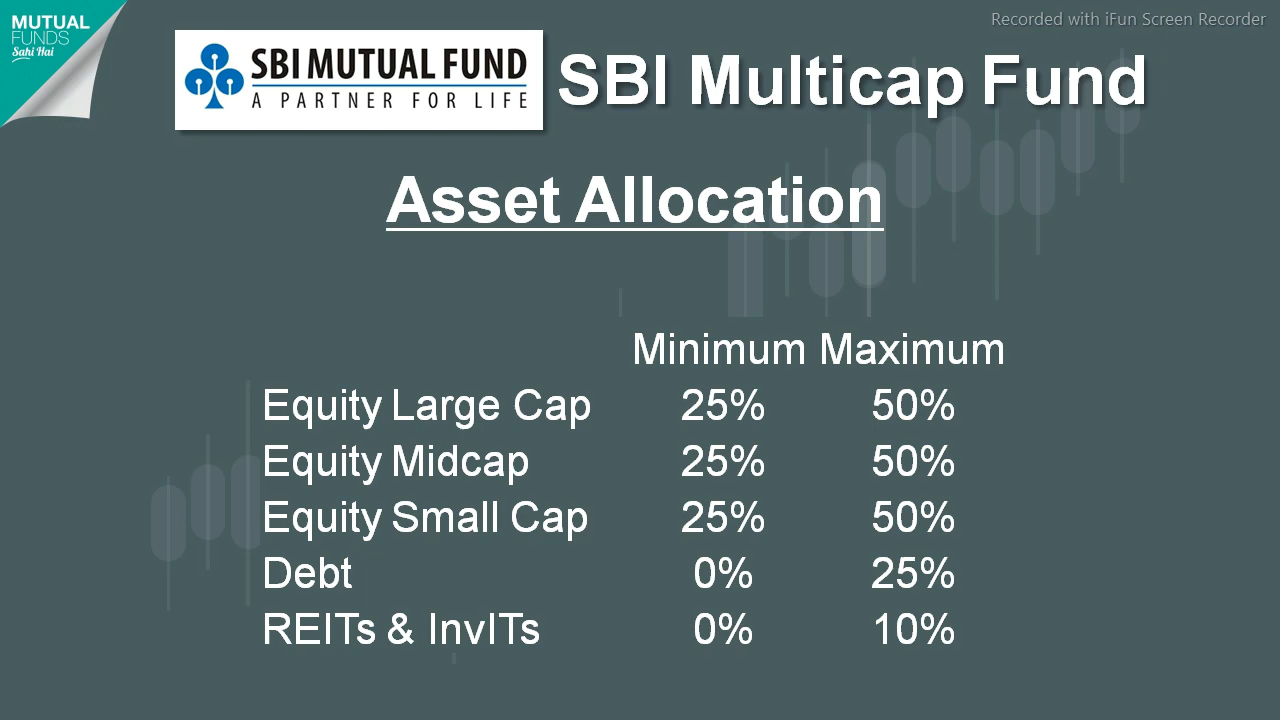 MUTUAL
FUNDS
Sahi Hai
Recorded with iFun Screen Recorder
SBI MUTUAL FUND
A PARTNER FOR LIFE
SBI Multicap Fund
Asset Allocation
Minimum Maximum
Equity Large Cap 25% 50%
Equity Midcap 25% 50%
Equity Small Cap 25% 50%
Debt 0% 25%
REITs & InvITs 0% 10%